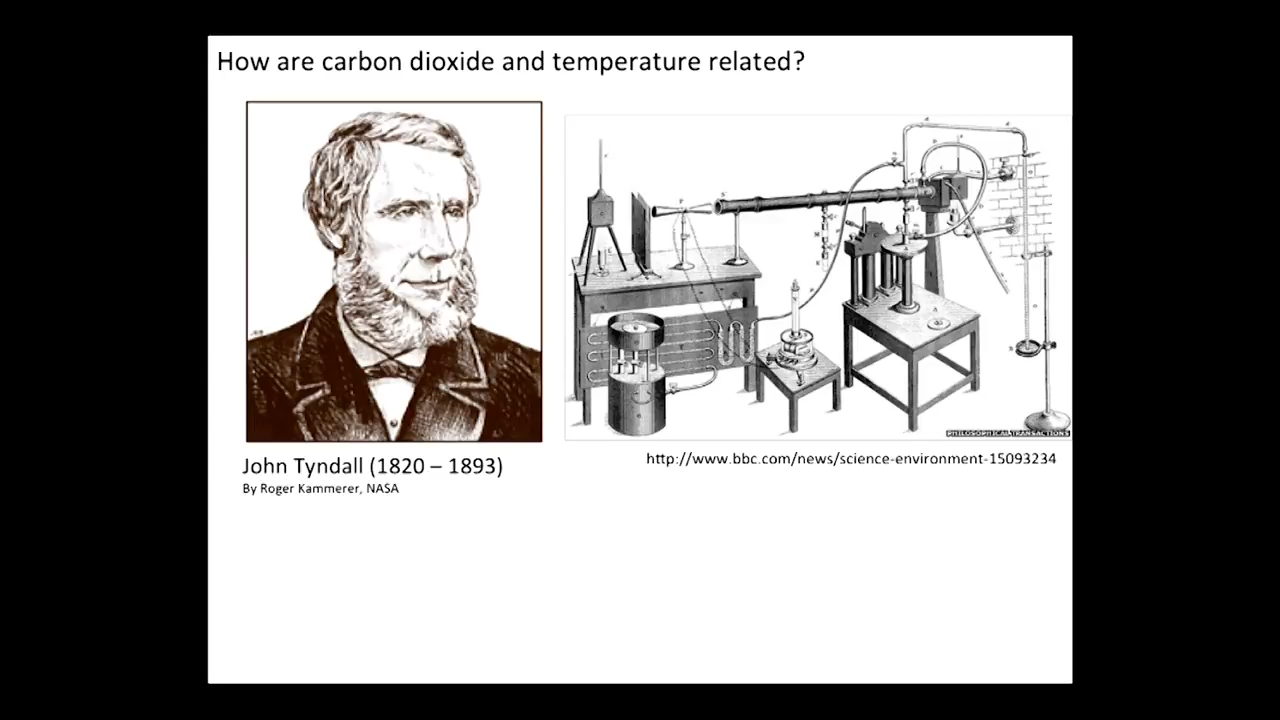 How are carbon dioxide and temperature related?
PHILOSOPHICAL TRANSACTIONS
John Tyndall (1820 – 1893)
http://www.bbc.com/news/science-environment-15093234
By Roger Kammerer, NASA